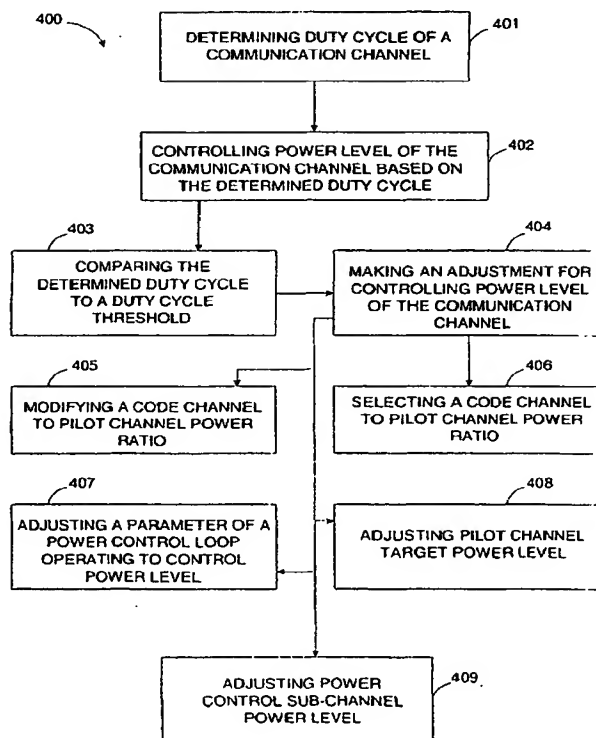 400
401
DETERMINING DUTY CYCLE OF A
COMMUNICATION CHANNEL
402
CONTROLLING POWER LEVEL OF THE
COMMUNICATION CHANNEL BASED ON
THE DETERMINED DUTY CYCLE
403
COMPARING THE
DETERMINED DUTY CYCLE
TO A DUTY CYCLE
THRESHOLD
404
MAKING AN ADJUSTMENT FOR
CONTROLLING POWER LEVEL
OF THE COMMUNICATION
CHANNEL
405
MODIFYING A CODE CHANNEL
TO PILOT CHANNEL POWER
RATIO
406
SELECTING A CODE CHANNEL
TO PILOT CHANNEL POWER
RATIO
407
ADJUSTING A PARAMETER OF A
POWER CONTROL LOOP
OPERATING TO CONTROL
POWER LEVEL
408
ADJUSTING PILOT CHANNEL
TARGET POWER LEVEL
409
ADJUSTING POWER
CONTROL SUB-CHANNEL
POWER LEVEL